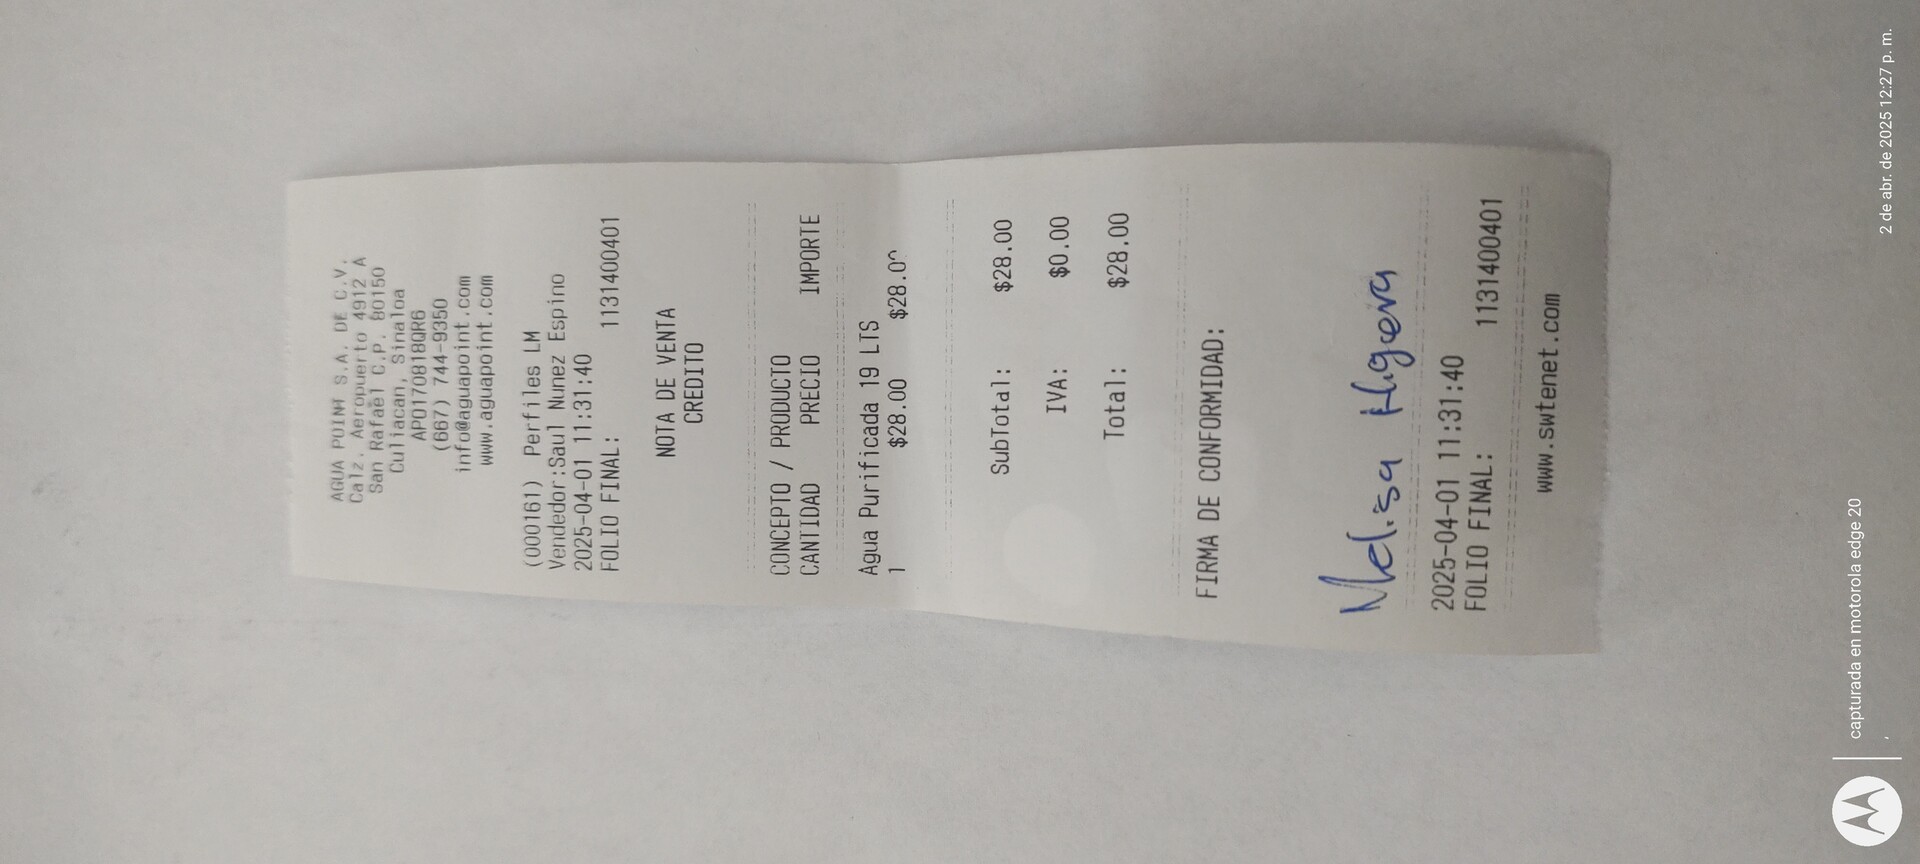 AGUA POINT S.A. DE C.V.
Calz. Aeropuerto 4912 A
San Rafael C.P. 80150
Culiacan, Sinaloa
APO170818QR6
(667) 744-9350
info@aguapoint.com
www.aguapoint.com
(000161) Perfiles LM
Vendedor:Saul Nunez Espino
2025-04-01 11:31:40
FOLIO FINAL: 1131400401
NOTA DE VENTA
CREDITO
CONCEPTO / PRODUCTO
CANTIDAD PRECIO IMPORTE
Agua Purificada 19 LTS
1 $28.00 $28.00
SubTotal: $28.00
IVA: $0.00
Total: $28.00
FIRMA DE CONFORMIDAD:
Melisa Higuera
2025-04-01 11:31:40
FOLIO FINAL: 1131400401
www.swtenet.com
capturada en motorola edge 20
2 de abr. de 2025 12:27 p. m.